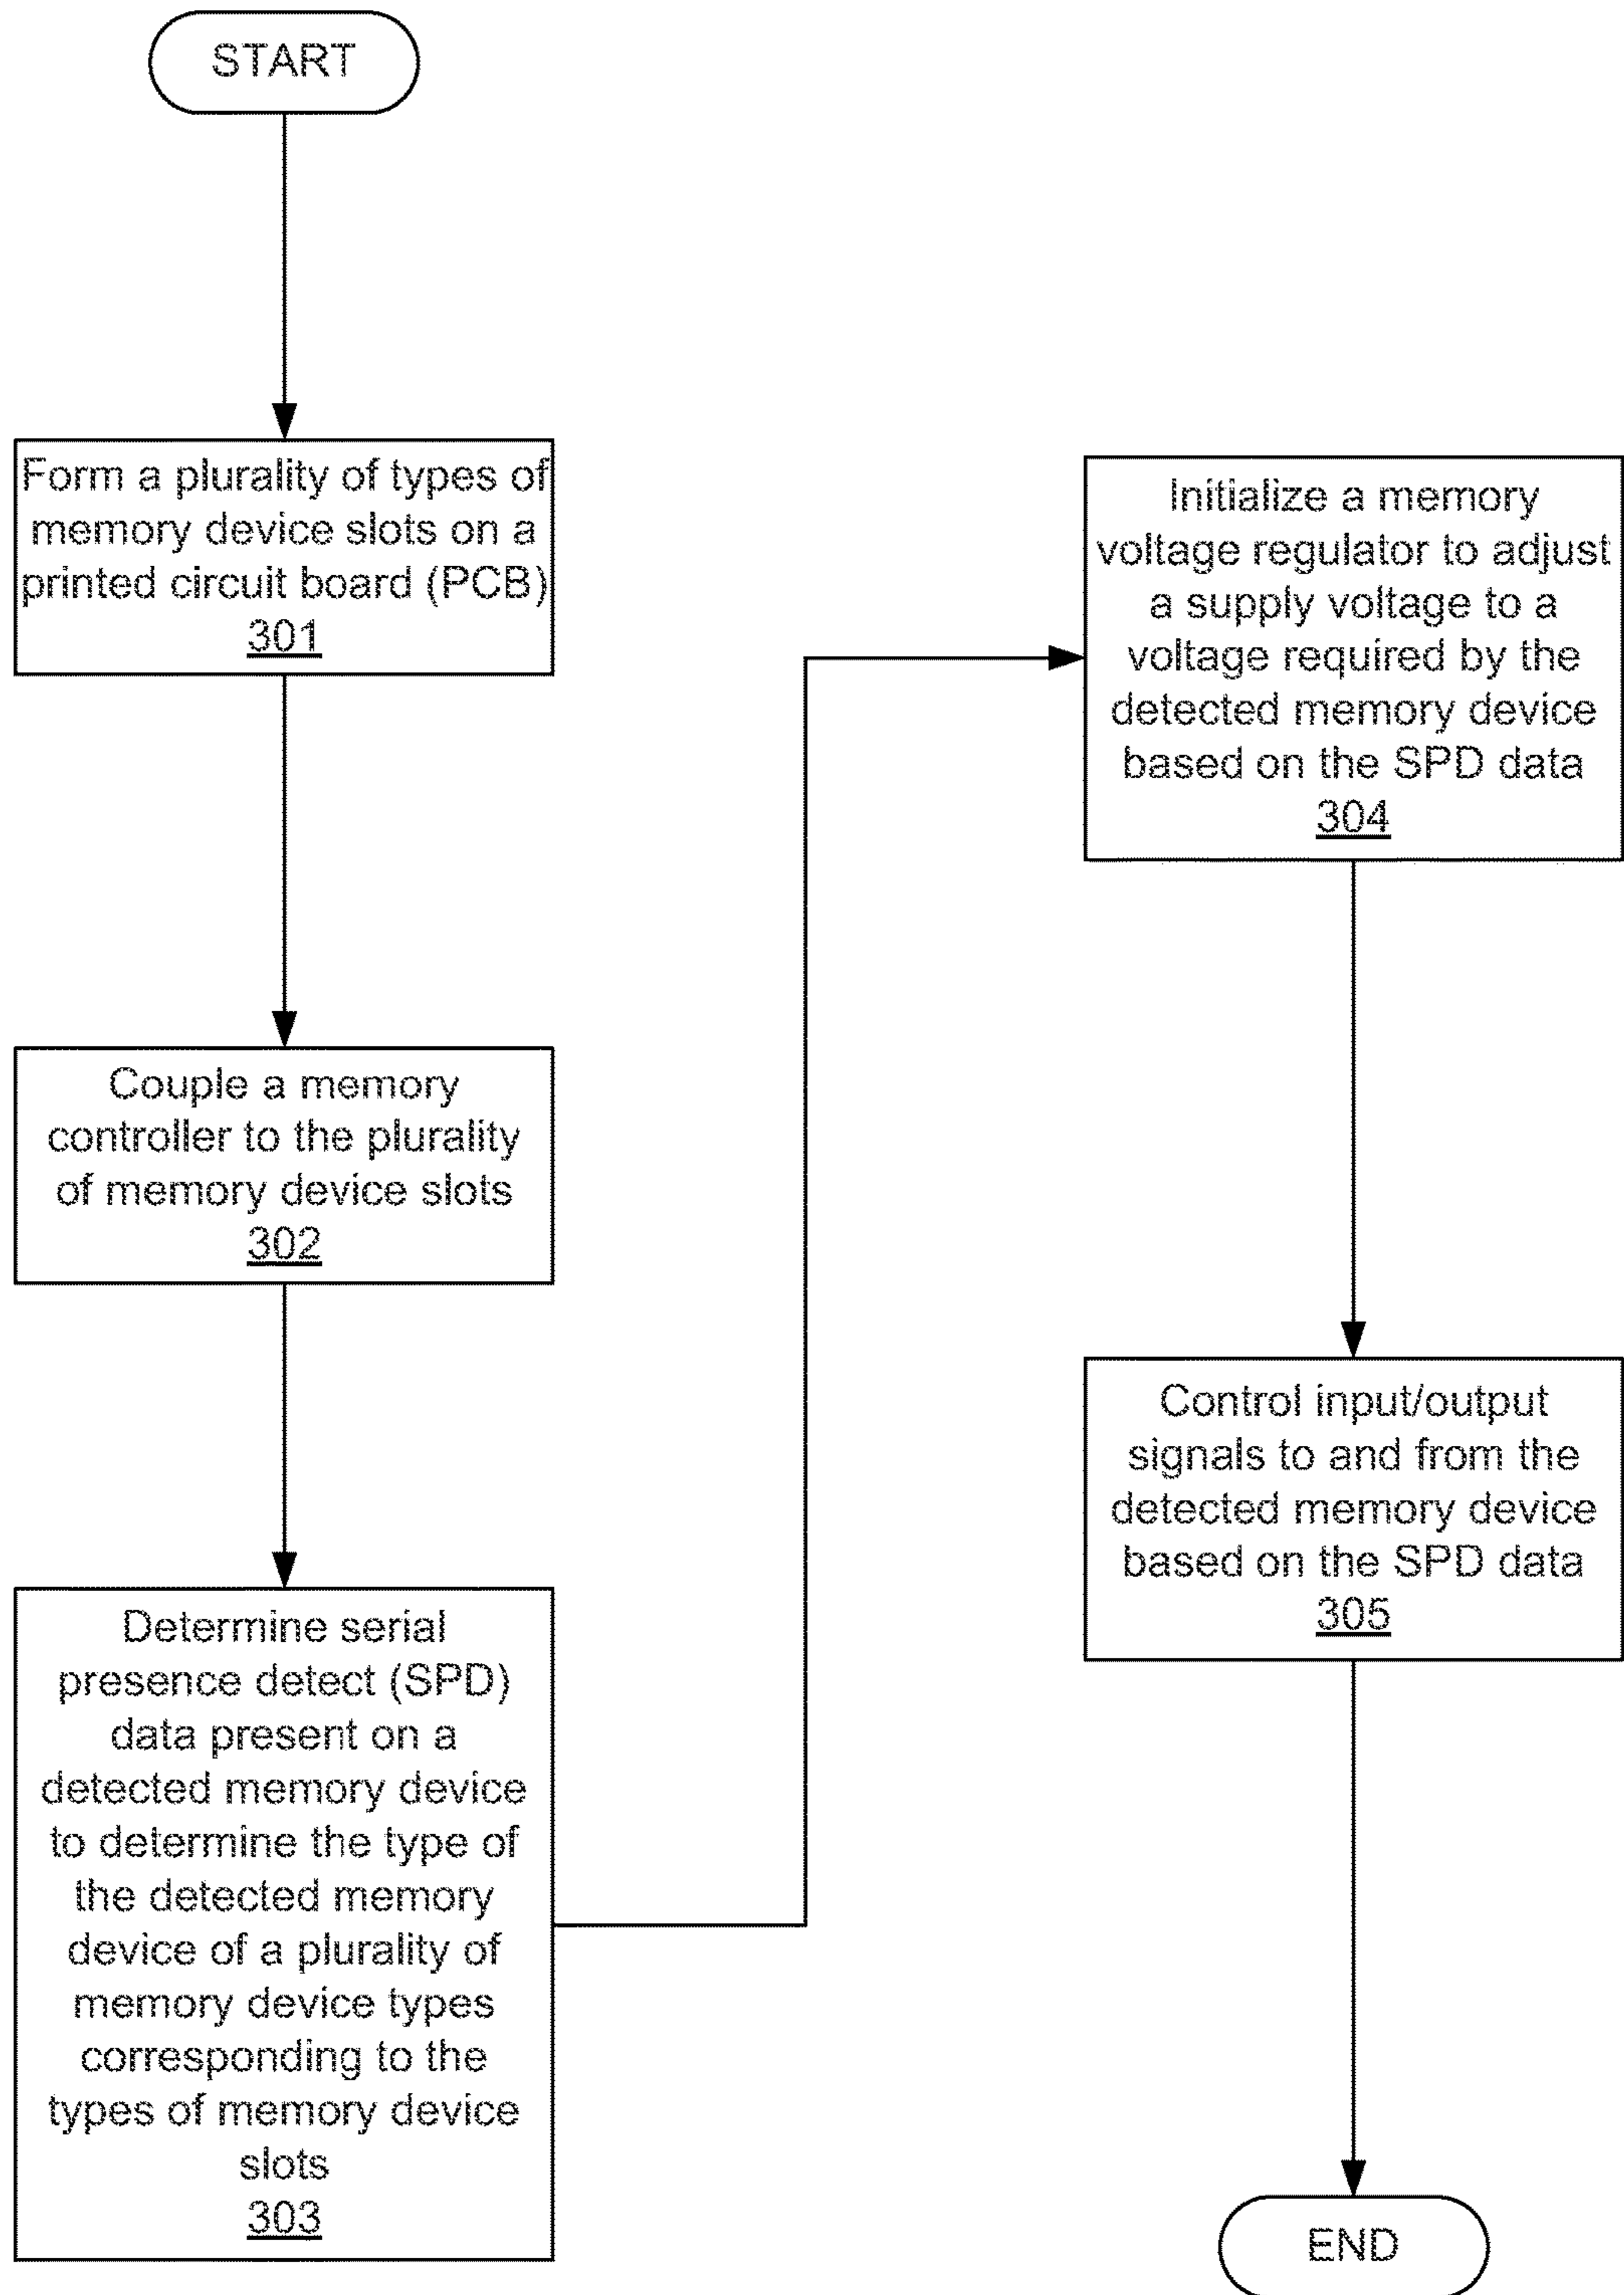 START
Form a plurality of types of
memory device slots on a
printed circuit board (PCB)
301
Couple a memory
controller to the plurality
of memory device slots
302
Determine serial
presence detect (SPD)
data present on a
detected memory device
to determine the type of
the detected memory
device of a plurality of
memory device types
corresponding to the
types of memory device
slots
303
Initialize a memory
voltage regulator to adjust
a supply voltage to a
voltage required by the
detected memory device
based on the SPD data
304
Control input/output
signals to and from the
detected memory device
based on the SPD data
305
END